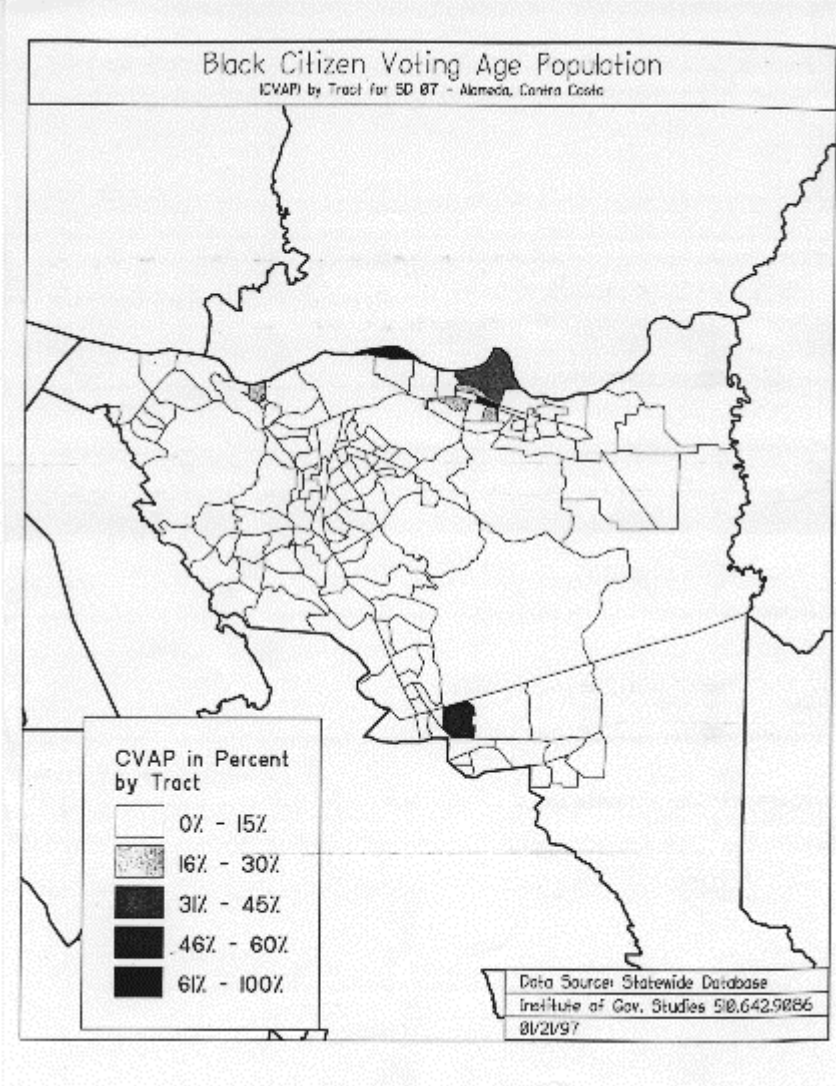 Black Citizen Voting Age Population
(CVAP) by Tract for SD 07 - Alameda, Contra Costa
CVAP in Percent
by Tract
0% - 15%
16% - 30%
31% - 45%
46% - 60%
61% - 100%
Data Source: Statewide Database
Institute of Gov. Studies 510.642.9086
01/21/97